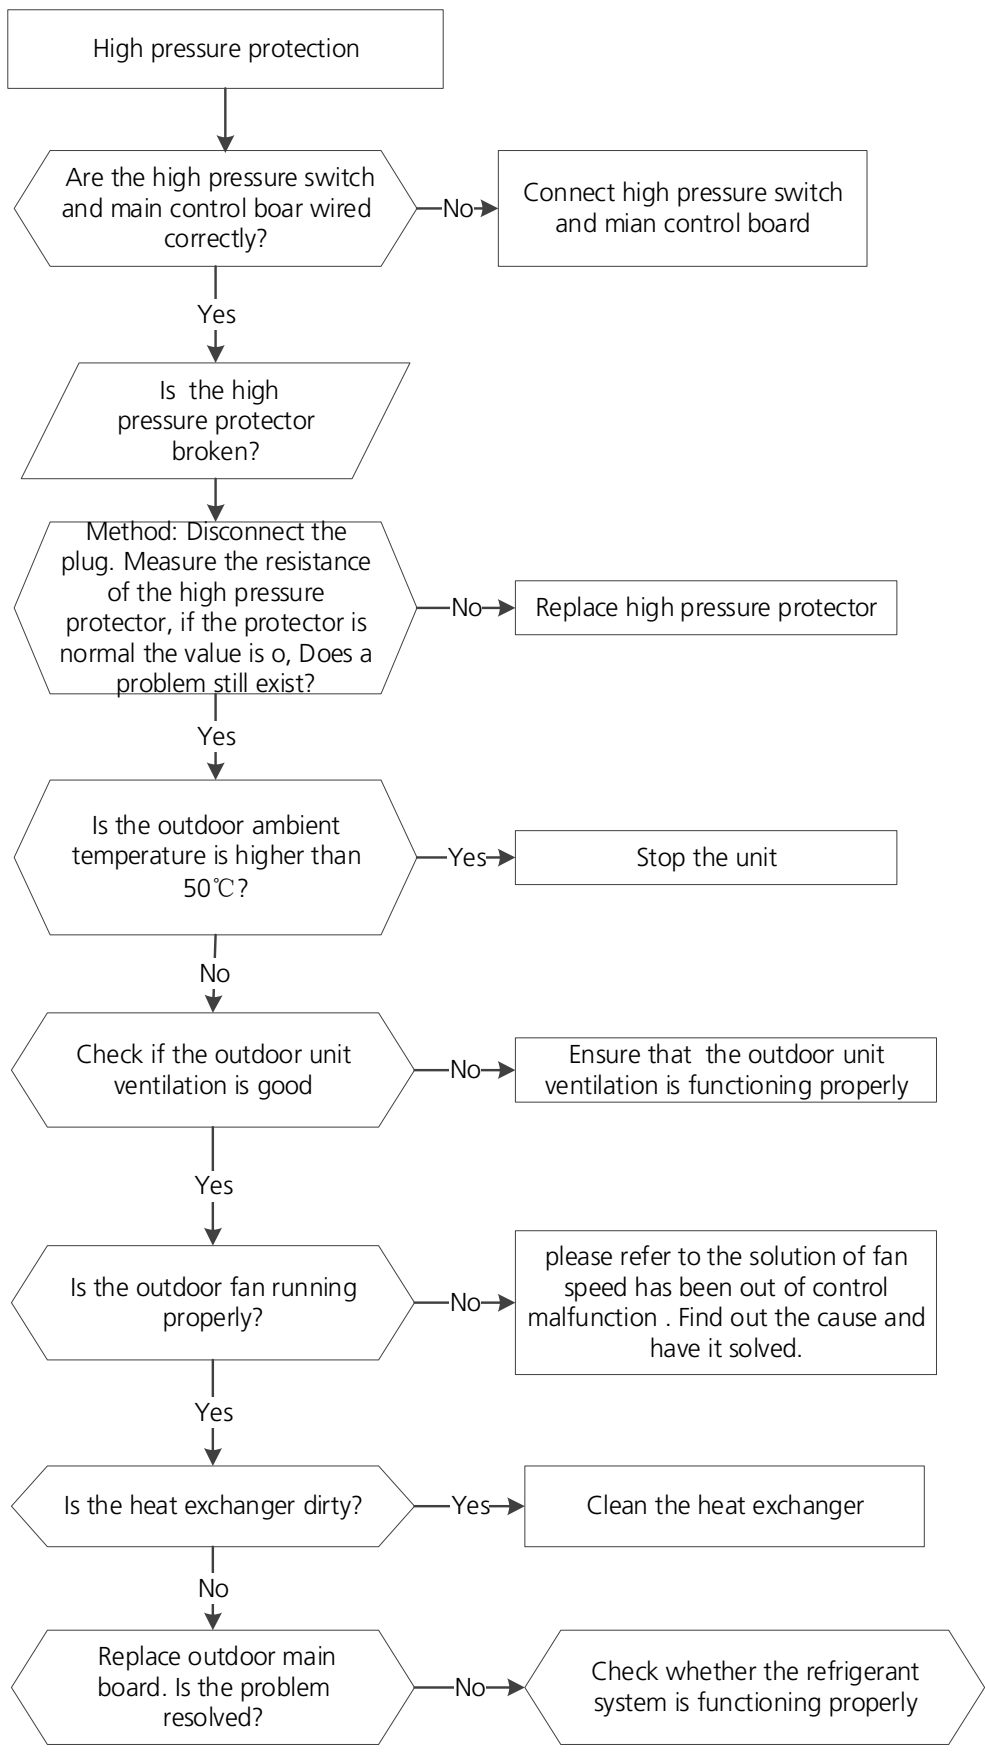 High pressure protection
Are the high pressure switch
and main control boar wired
correctly?
No
Connect high pressure switch
and mian control board
Yes
Is the high
pressure protector
broken?
Method: Disconnect the
plug. Measure the resistance
of the high pressure
protector, if the protector is
normal the value is o, Does a
problem still exist?
No
Replace high pressure protector
Yes
Is the outdoor ambient
temperature is higher than
50℃?
Yes
Stop the unit
No
Check if the outdoor unit
ventilation is good
No
Ensure that the outdoor unit
ventilation is functioning properly
Yes
Is the outdoor fan running
properly?
No
please refer to the solution of fan
speed has been out of control
malfunction . Find out the cause and
have it solved.
Yes
Is the heat exchanger dirty?
Yes
Clean the heat exchanger
No
Replace outdoor main
board. Is the problem
resolved?
No
Check whether the refrigerant
system is functioning properly